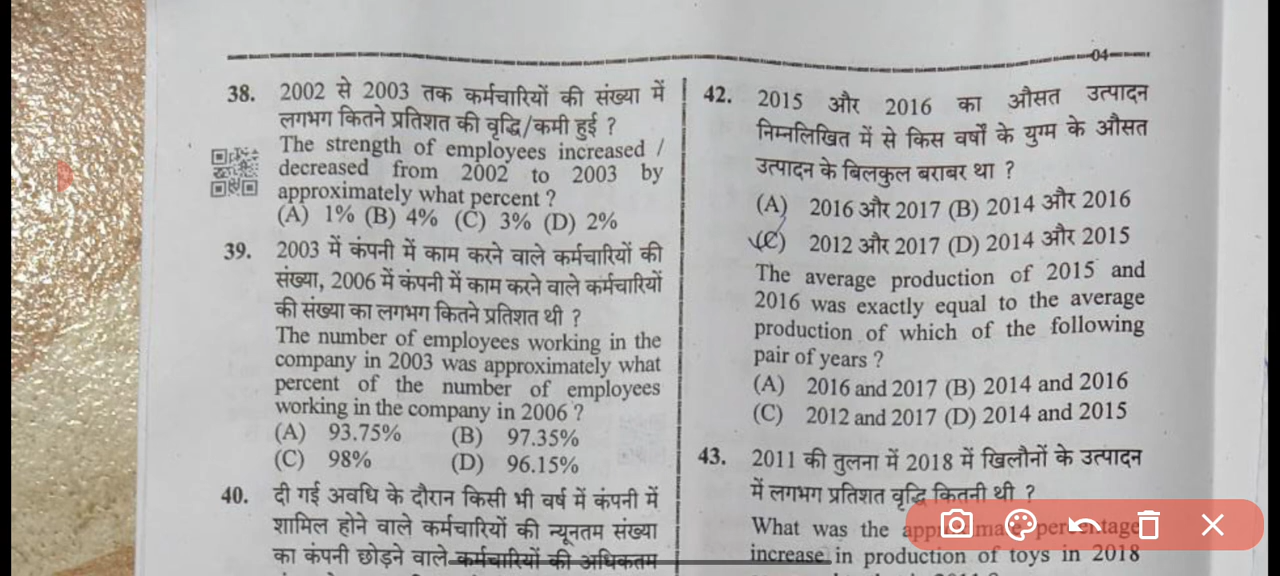 04
38. 2002 से 2003 तक कर्मचारियों की संख्या में
लगभग कितने प्रतिशत की वृद्धि/कमी हुई ?
The strength of employees increased /
decreased from 2002 to 2003 by
approximately what percent ?
(A) 1% (B) 4% (C) 3% (D) 2%
39. 2003 में कंपनी में काम करने वाले कर्मचारियों की
संख्या, 2006 में कंपनी में काम करने वाले कर्मचारियों
की संख्या का लगभग कितने प्रतिशत थी ?
The number of employees working in the
company in 2003 was approximately what
percent of the number of employees
working in the company in 2006 ?
(A) 93.75% (B) 97.35%
(C) 98% (D) 96.15%
40. दी गई अवधि के दौरान किसी भी वर्ष में कंपनी में
शामिल होने वाले कर्मचारियों की न्यूनतम संख्या
का कंपनी छोड़ने वाले कर्मचारियों की अधिकतम
42. 2015 और 2016 का औसत उत्पादन
निम्नलिखित में से किस वर्षों के युग्म के औसत
उत्पादन के बिलकुल बराबर था ?
(A) 2016 और 2017 (B) 2014 और 2016
(C) 2012 और 2017 (D) 2014 और 2015
The average production of 2015 and
2016 was exactly equal to the average
production of which of the following
pair of years ?
(A) 2016 and 2017 (B) 2014 and 2016
(C) 2012 and 2017 (D) 2014 and 2015
43. 2011 की तुलना में 2018 में खिलौनों के उत्पादन
में लगभग प्रतिशत वृद्धि कितनी थी ?
What was the approximate percentage
increase in production of toys in 2018